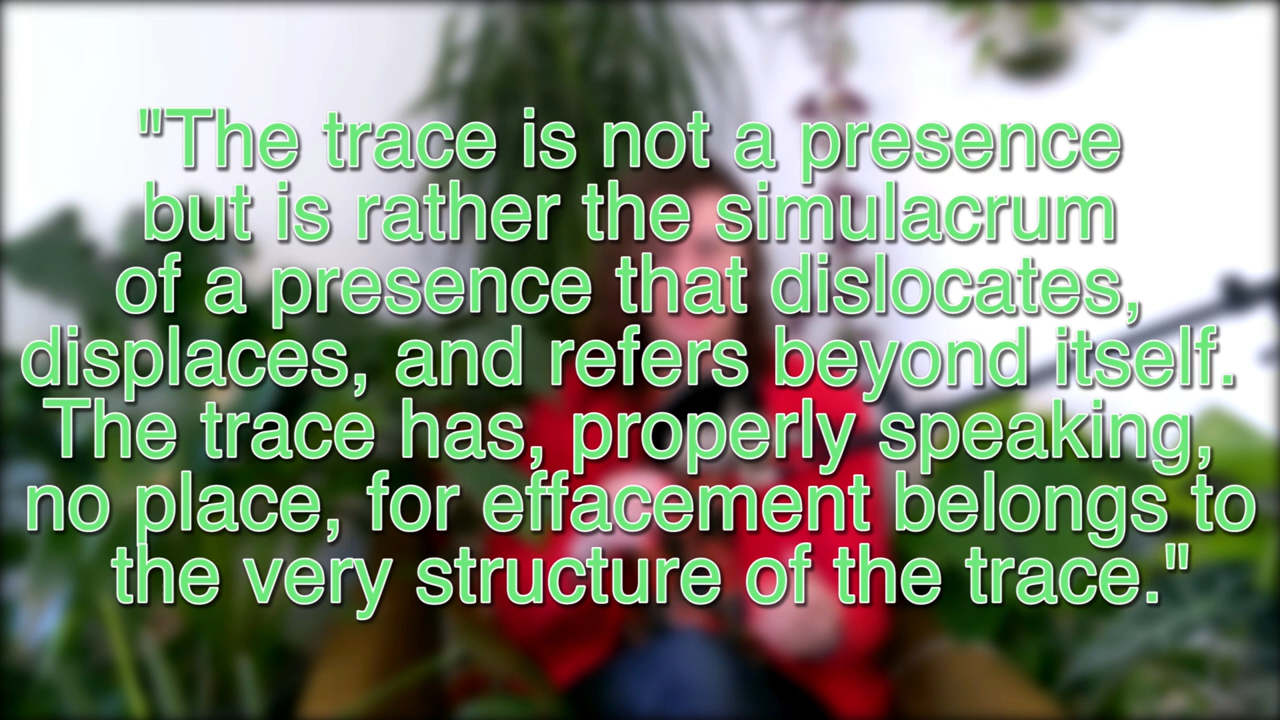 "The trace is not a presence
but is rather the simulacrum
of a presence that dislocates,
displaces, and refers beyond itself.
The trace has, properly speaking,
no place, for effacement belongs to
the very structure of the trace."